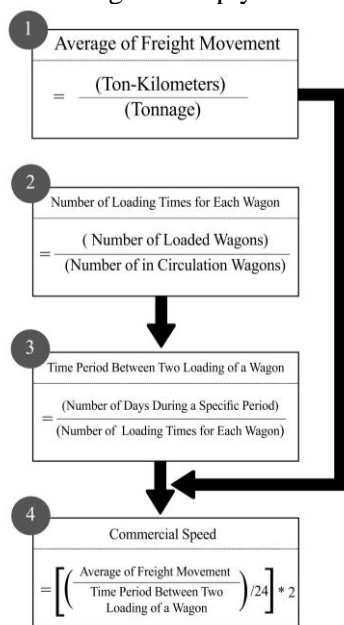 1
Average of Freight Movement
= (Ton-Kilometers)
(Tonnage)
2
Number of Loading Times for Each Wagon
= ( Number of Loaded Wagons)
(Number of in Circulation Wagons)
3
Time Period Between Two Loading of a Wagon
= (Number of Days During a Specific Period)
(Number of Loading Times for Each Wagon)
4
Commercial Speed
= [( Average of Freight Movement
Time Period Between Two
Loading of a Wagon ) /24] * 2